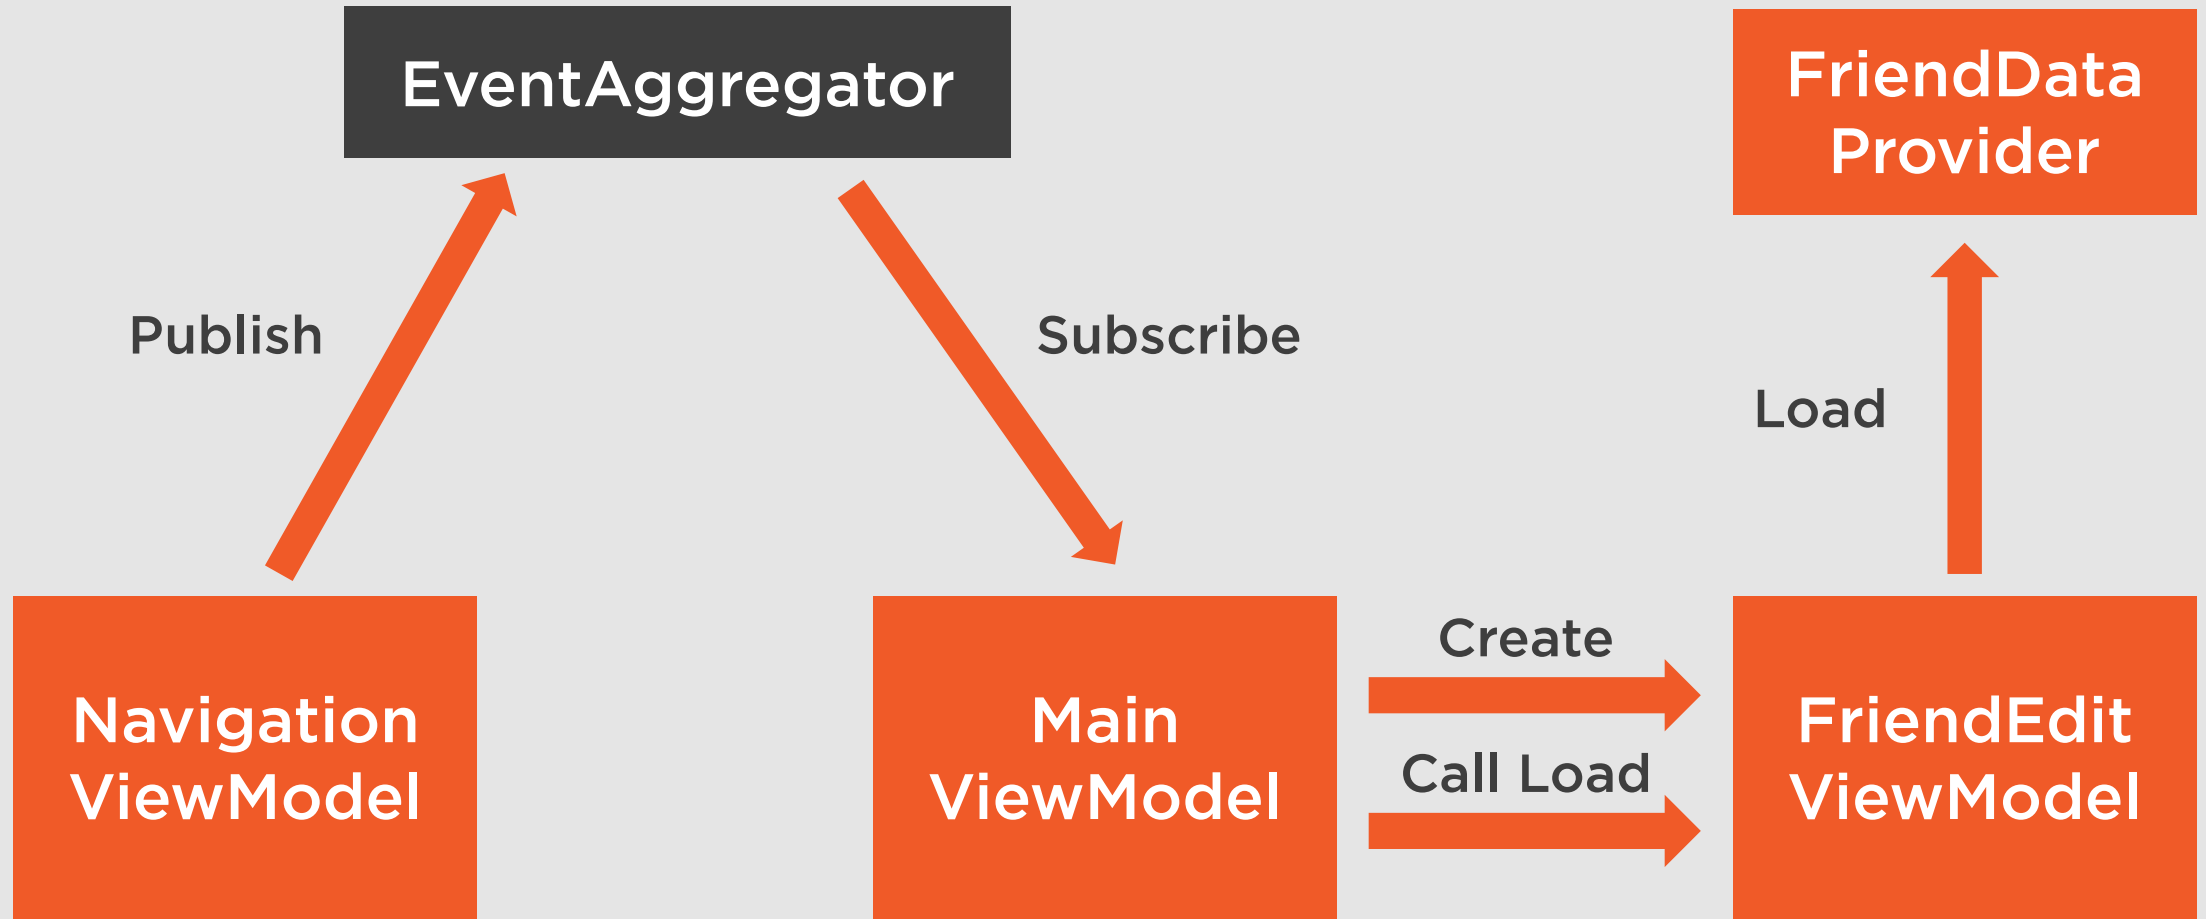 EventAggregator
FriendData
Provider
Publish
Subscribe
Load
Navigation
ViewModel
Main
ViewModel
Create
Call Load
FriendEdit
ViewModel